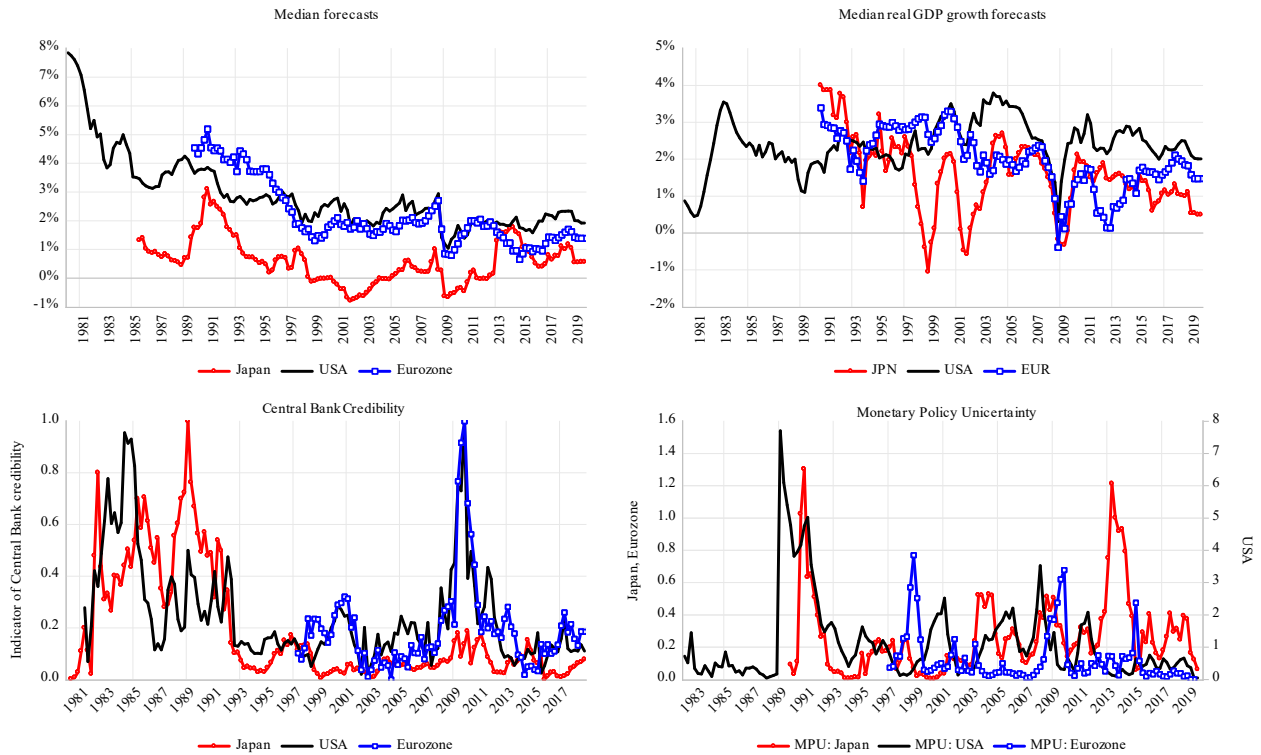 Median forecasts
8%
7%
6%
5%
4%
3%
2%
1%
0%
-1%
1981 1983 1985 1987 1989 1991 1993 1995 1997 1999 2001 2003 2005 2007 2009 2011 2013 2015 2017 2019
Japan USA Eurozone
Median real GDP growth forecasts
5%
4%
3%
2%
1%
0%
-1%
-2%
1981 1983 1985 1987 1989 1991 1993 1995 1997 1999 2001 2003 2005 2007 2009 2011 2013 2015 2017 2019
JPN USA EUR
Central Bank Credibility
Indicator of Central Bank credibility
1.0
0.8
0.6
0.4
0.2
0.0
1981 1983 1985 1987 1989 1991 1993 1995 1997 1999 2001 2003 2005 2007 2009 2011 2013 2015 2017
Japan USA Eurozone
Monetary Policy Unicertainty
Japan, Eurozone
1.6
1.4
1.2
1.0
0.8
0.6
0.4
0.2
0.0
8
7
6
5
4
3
2
1
0
USA
1983 1985 1987 1989 1991 1993 1995 1997 1999 2001 2003 2005 2007 2009 2011 2013 2015 2017 2019
MPU: Japan MPU: USA MPU: Eurozone